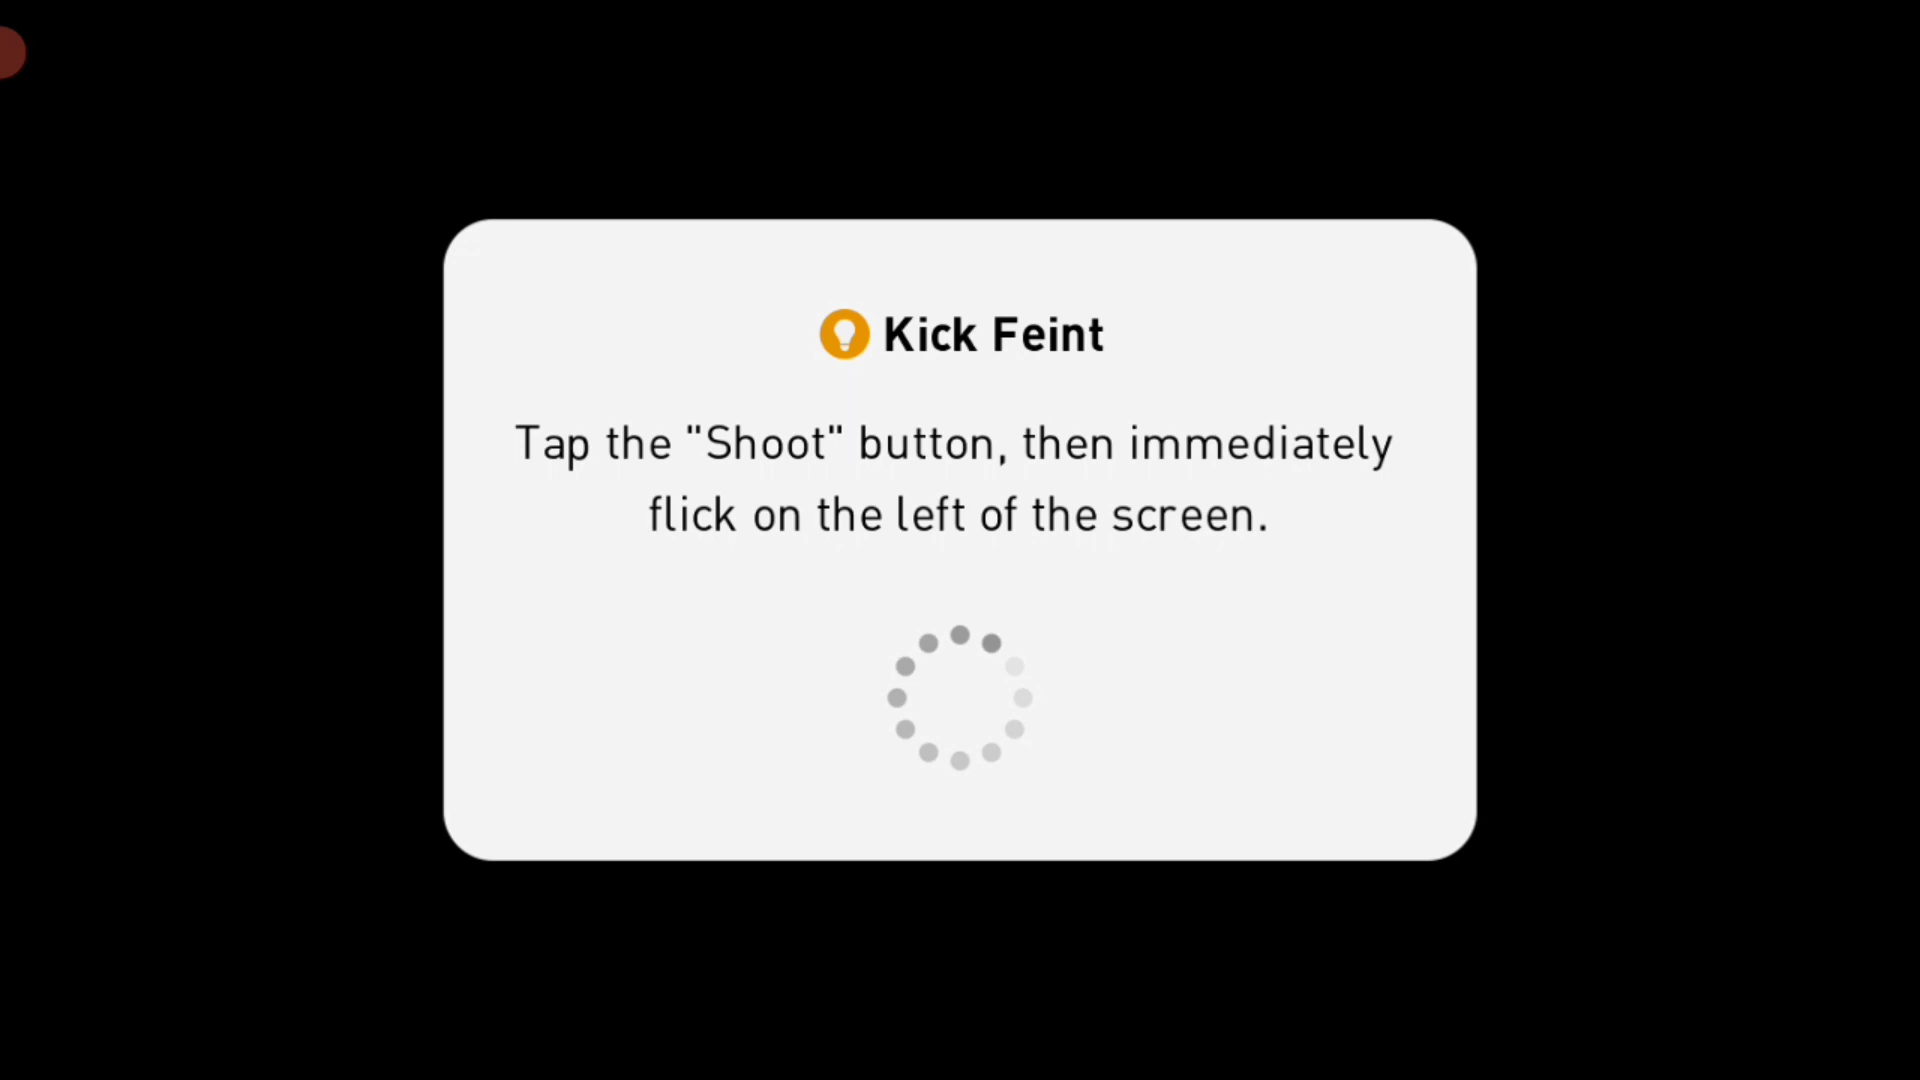 Kick Feint
Tap the "Shoot" button, then immediately
flick on the left of the screen.